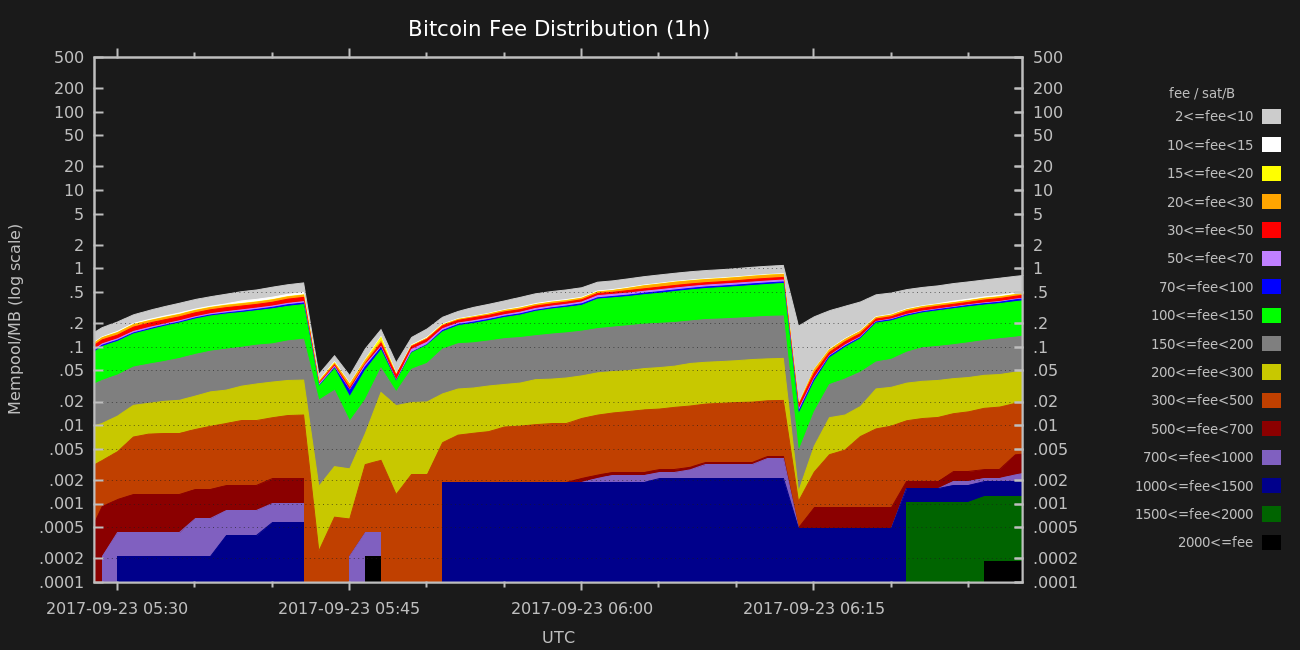 Bitcoin Fee Distribution (1h)
Mempool/MB (log scale)
500
200
100
50
20
10
5
2
1
.5
.2
.1
.05
.02
.01
.005
.002
.001
.0005
.0002
.0001
500
200
100
50
20
10
5
2
1
.5
.2
.1
.05
.02
.01
.005
.002
.001
.0005
.0002
.0001
2017-09-23 05:30 2017-09-23 05:45 2017-09-23 06:00 2017-09-23 06:15
UTC
fee / sat/B
2<=fee<10
10<=fee<15
15<=fee<20
20<=fee<30
30<=fee<50
50<=fee<70
70<=fee<100
100<=fee<150
150<=fee<200
200<=fee<300
300<=fee<500
500<=fee<700
700<=fee<1000
1000<=fee<1500
1500<=fee<2000
2000<=fee